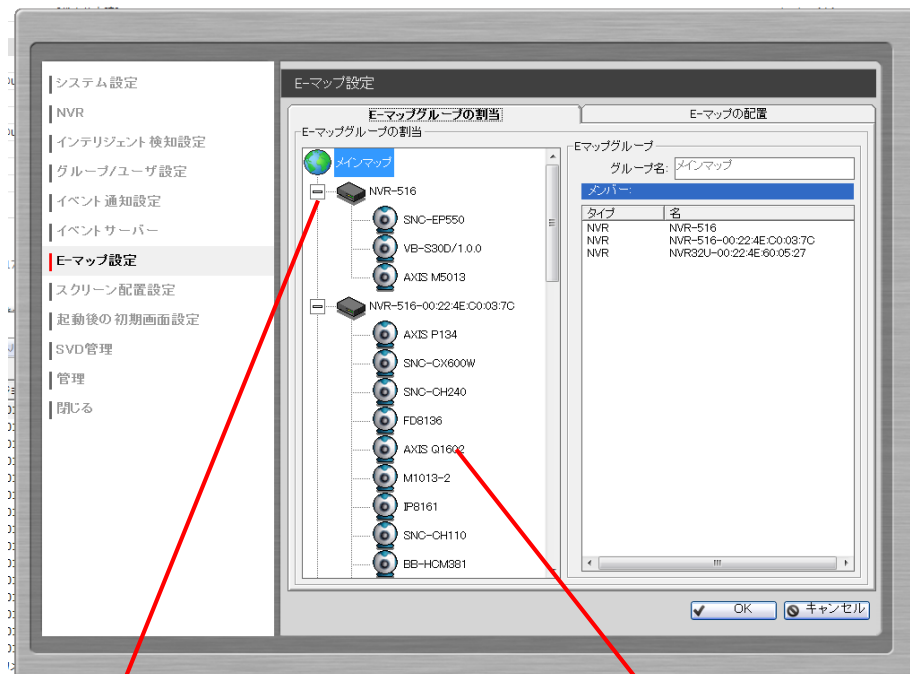 システム設定
NVR
インテリジェント検知設定
グループ/ユーザ設定
イベント通知設定
イベントサーバー
E-マップ設定
スクリーン配置設定
起動後の初期画面設定
SVD管理
管理
閉じる
E-マップ設定
E-マップグループの割当
E-マップの配置
E-マップグループの割当
メインマップ
NVR-516
SNC-EP550
VB-S30D/1.0.0
AXIS M5013
NVR-516-00:22:4E:C0:03:7C
AXIS P134
SNC-CX600W
SNC-CH240
FD8136
AXIS Q1602
M1013-2
IP8161
SNC-CH110
BB-HCM381
Eマップグループ
グループ名: メインマップ
メンバー:
タイプ 名
NVR NVR-516
NVR NVR-516-00:22:4E:C0:03:7C
NVR NVR32U-00:22:4E:60:05:27
OK キャンセル